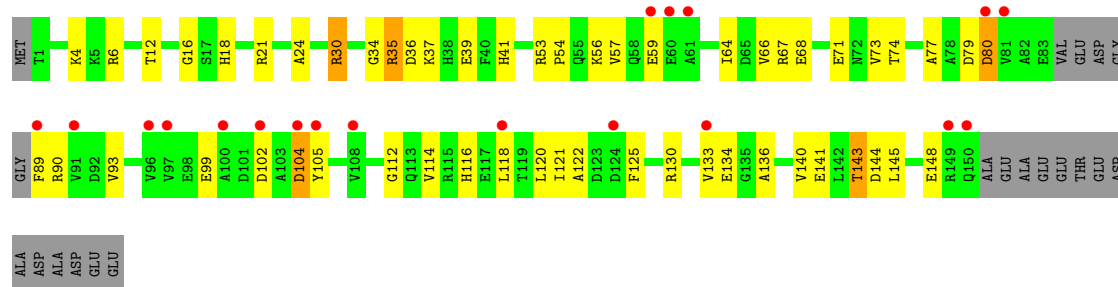 MET T1 K4 K5 R6 T12 G16 S17 H18 R21 A24 R30 G34 R35 D36 K37 H38 E39 F40 H41 R53 P54 Q55 K56 V57 Q58 E59 E60 A61 I64 D65 V66 R67 E68 E71 N72 V73 T74 A77 A78 D79 D80 V81 A82 E83 VAL GLU ASP GLY
GLY F89 R90 V91 D92 V93 V96 V97 E98 E99 A100 D101 D102 A103 D104 Y105 V108 G112 Q113 V114 R115 H116 E117 L118 T119 L120 I121 A122 D123 D124 F125 R130 V133 E134 G135 A136 V140 E141 L142 T143 D144 L145 E148 R149 Q150 ALA GLU ALA GLU GLU THR GLU ASP
ALA ASP ALA ASP GLU GLU